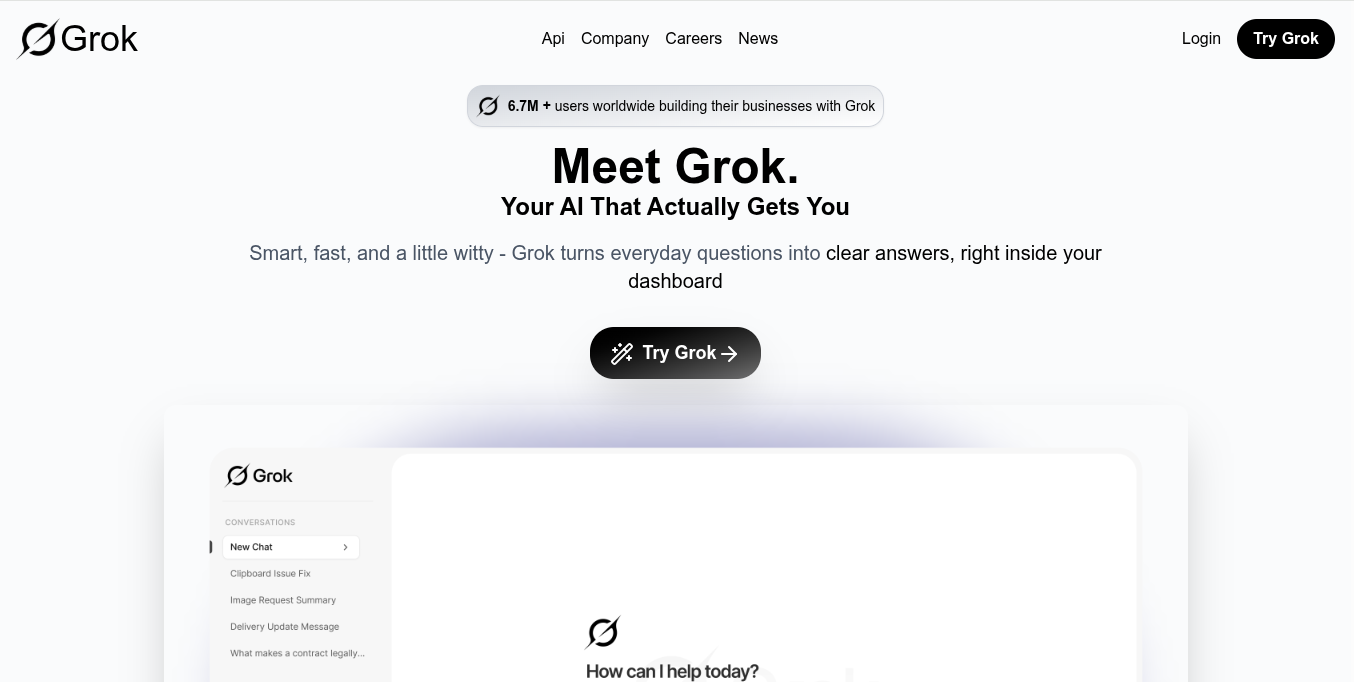 Grok
Api Company Careers News
Login Try Grok
6.7M + users worldwide building their businesses with Grok
Meet Grok.
Your AI That Actually Gets You
Smart, fast, and a little witty - Grok turns everyday questions into clear answers, right inside your
dashboard
Try Grok
Grok
CONVERSATIONS
New Chat
Clipboard Issue Fix
Image Request Summary
Delivery Update Message
What makes a contract legally...
How can I help today?